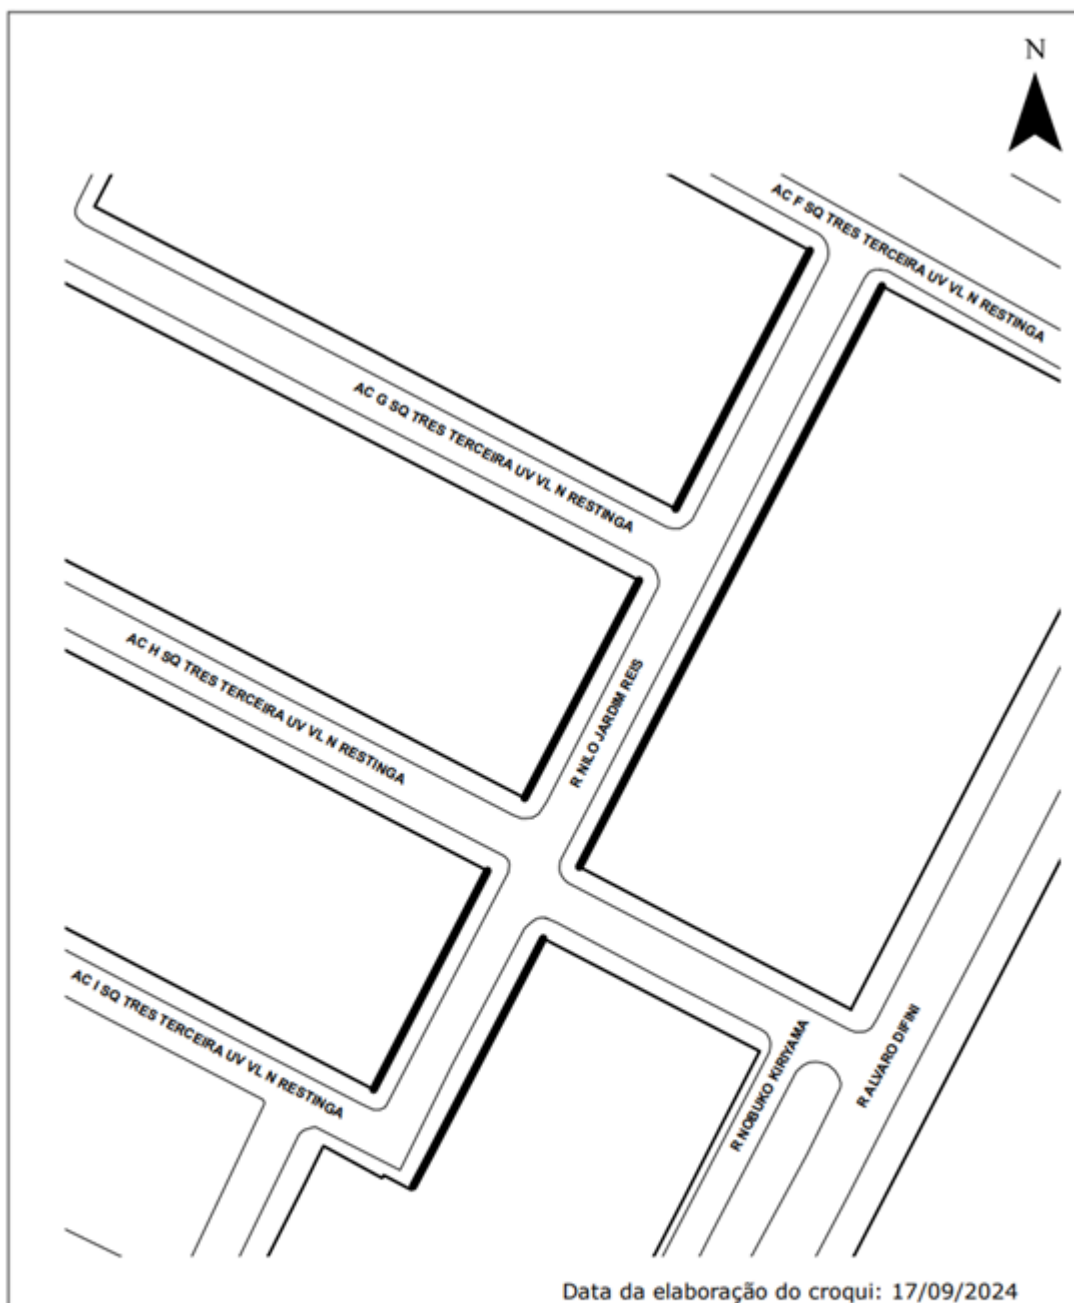 N
AC F SQ TRES TERCEIRA UV VL N RESTINGA
AC G SQ TRES TERCEIRA UV VL N RESTINGA
R NILO JARDIM REIS
AC H SQ TRES TERCEIRA UV VL N RESTINGA
AC I SQ TRES TERCEIRA UV VL N RESTINGA
R NOBUKO KIRIYAMA
R ALVARO DIFINI
Data da elaboração do croqui: 17/09/2024